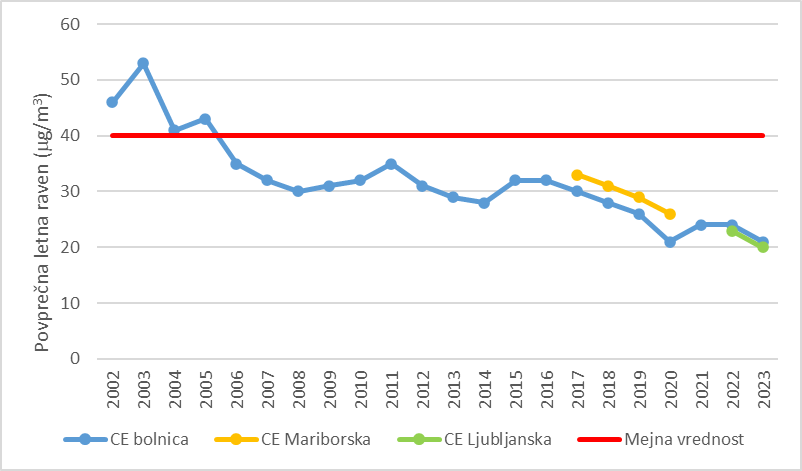 Povprečna letna raven (µg/m³)
60
50
40
30
20
10
0
2002 2003 2004 2005 2006 2007 2008 2009 2010 2011 2012 2013 2014 2015 2016 2017 2018 2019 2020 2021 2022 2023
CE bolnica CE Mariborska CE Ljubljanska Mejna vrednost